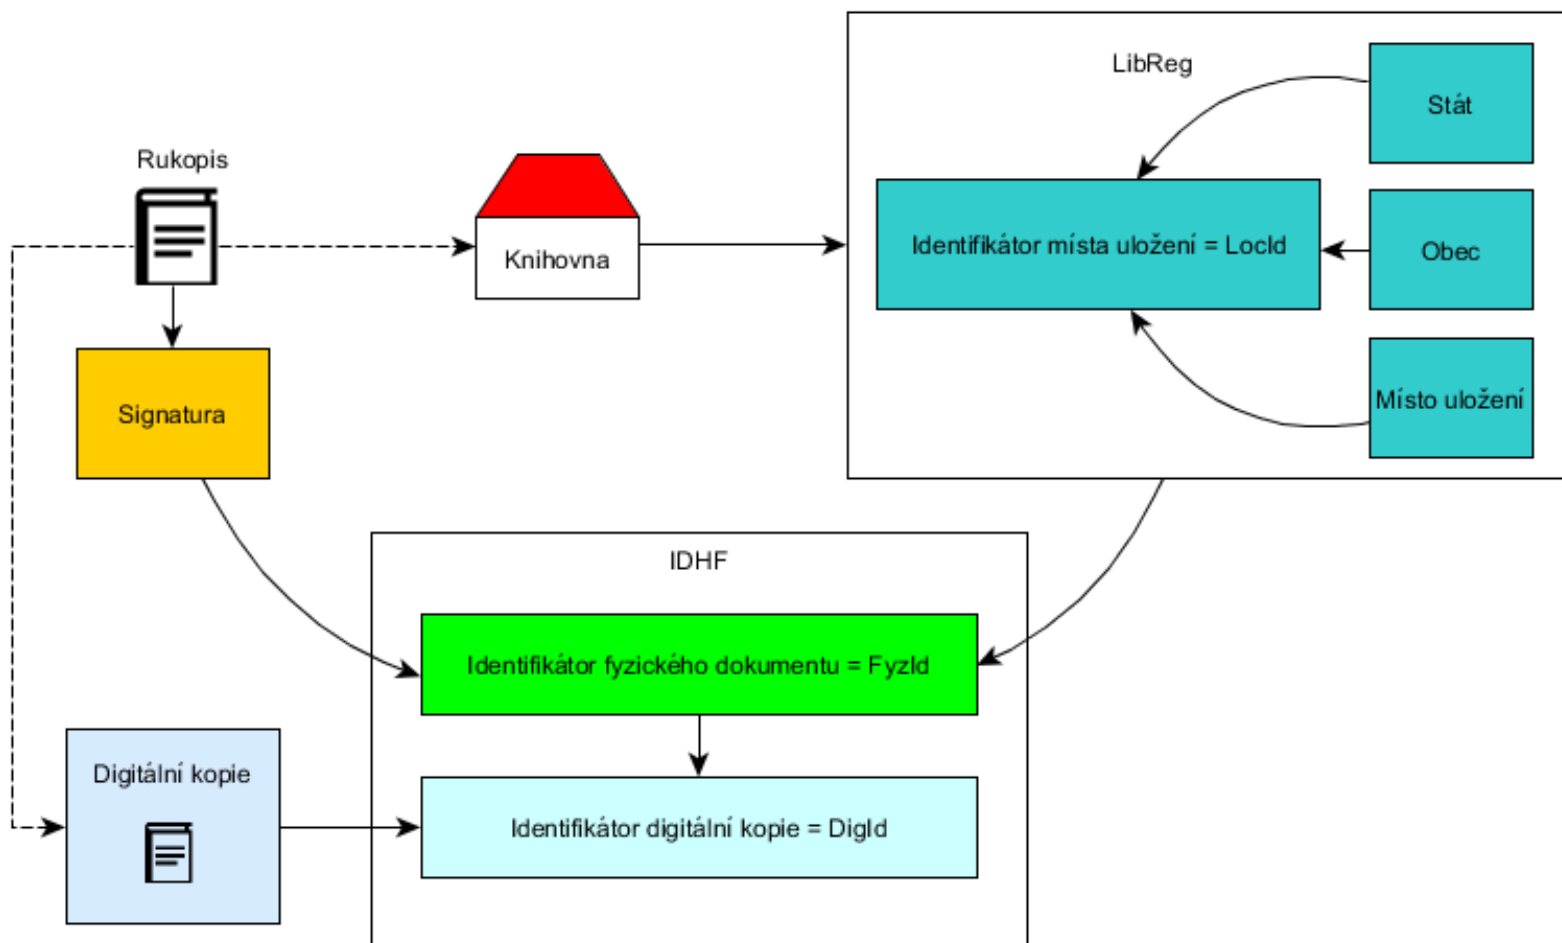 LibReg
Stát
Rukopis
Identifikátor místa uložení = LocId
Obec
Knihovna
Místo uložení
Signatura
IDHF
Identifikátor fyzického dokumentu = FyzId
Digitální kopie
Identifikátor digitální kopie = DigId